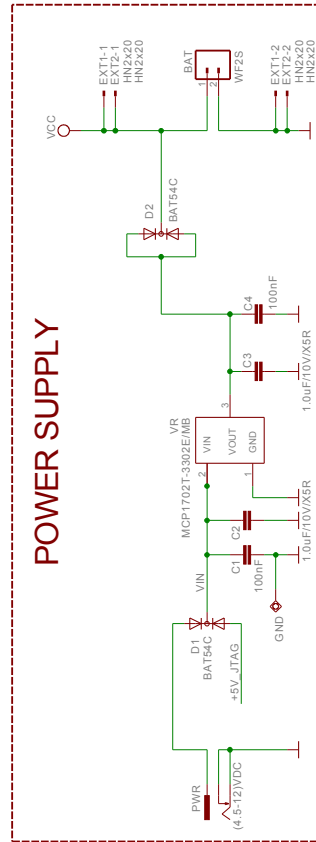 POWER SUPPLY
PWR
(4.5-12)VDC
D1
BAT54C
+5V_JTAG
VIN
C1
100nF
GND
C2
1.0uF/10V/X5R
VR
MCP1702T-3302E/MB
VIN
VOUT
GND
2
3
1
C3
1.0uF/10V/X5R
C4
100nF
D2
BAT54C
VCC
EXT1-1
EXT2-1
HN2x20
HN2x20
BAT
WF2S
1
2
EXT1-2
EXT2-2
HN2x20
HN2x20